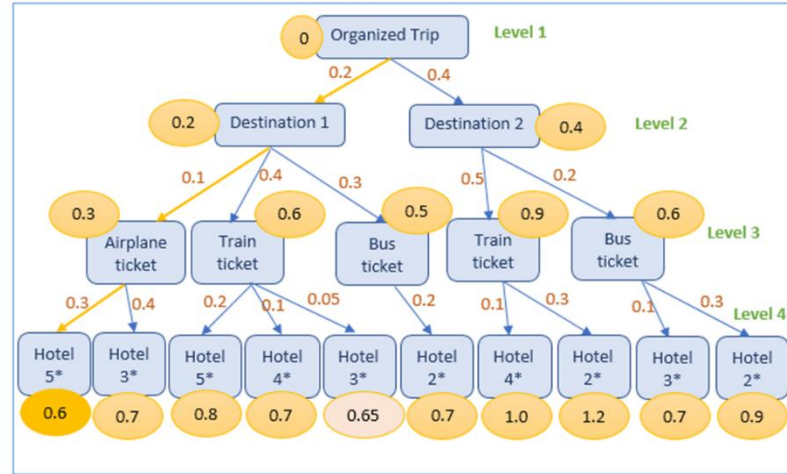 0
Organized Trip
Level 1
0.2
0.4
0.2
Destination 1
Destination 2
0.4
Level 2
0.1
0.4
0.3
0.5
0.2
0.3
0.6
0.5
0.9
0.6
Level 3
Airplane
ticket
Train
ticket
Bus
ticket
Train
ticket
Bus
ticket
0.3
0.4
0.2
0.1
0.05
0.2
0.1
0.3
0.1
0.3
Level 4
Hotel
5*
Hotel
3*
Hotel
5*
Hotel
4*
Hotel
3*
Hotel
2*
Hotel
4*
Hotel
2*
Hotel
3*
Hotel
2*
0.6
0.7
0.8
0.7
0.65
0.7
1.0
1.2
0.7
0.9